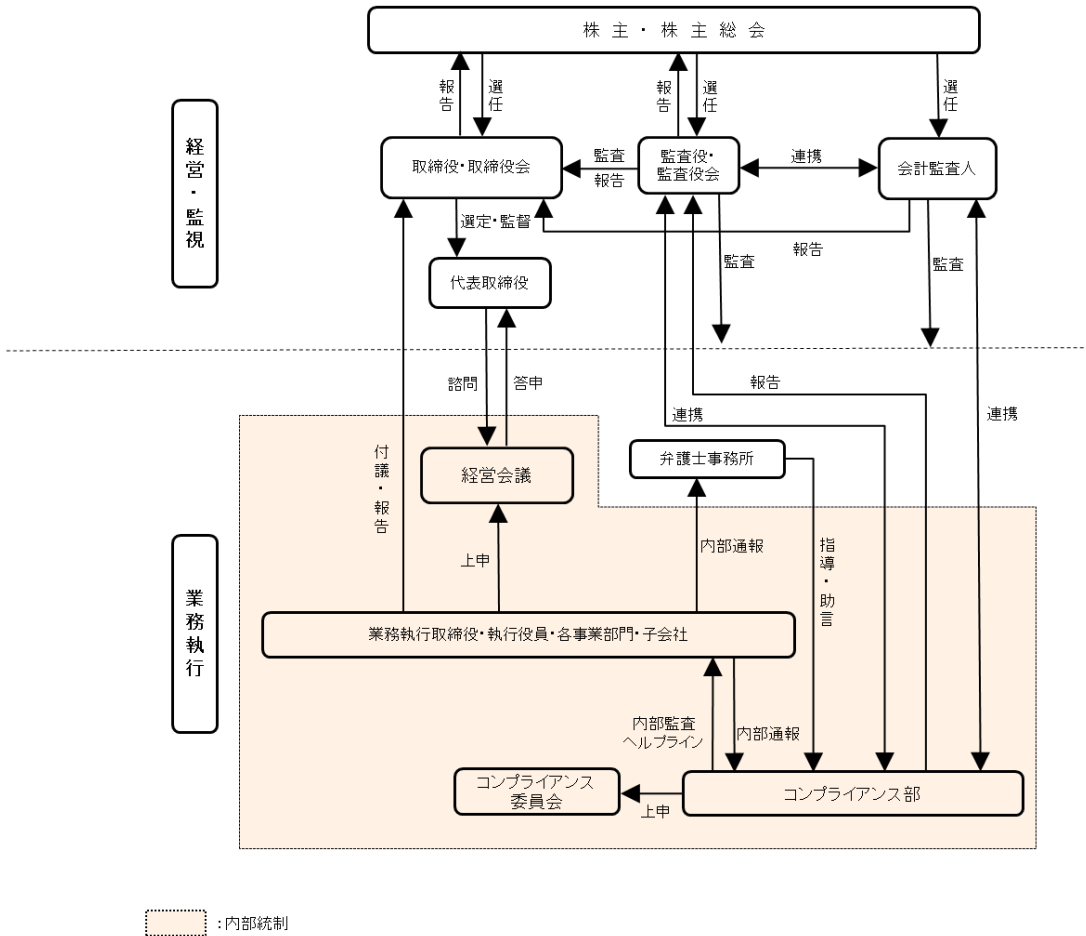 株主・株主総会
報告
選任
報告
選任
選任
経営・監視
取締役・取締役会
監査
報告
監査役・
監査役会
連携
会計監査人
選定・監督
報告
監査
監査
代表取締役
諮問
答申
報告
連携
連携
付議・報告
経営会議
弁護士事務所
上申
内部通報
指導・助言
業務執行
業務執行取締役・執行役員・各事業部門・子会社
内部監査
ヘルプライン
内部通報
コンプライアンス
委員会
上申
コンプライアンス部
：内部統制